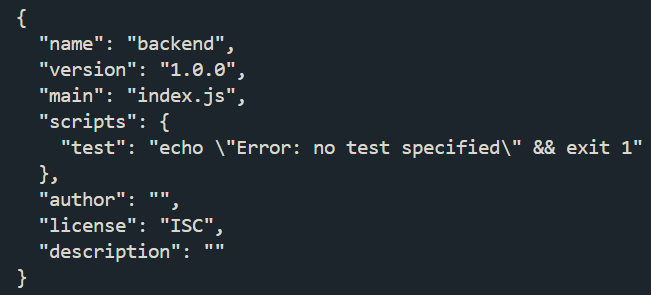 {
  "name": "backend",
  "version": "1.0.0",
  "main": "index.js",
  "scripts": {
    "test": "echo \"Error: no test specified\" && exit 1"
  },
  "author": "",
  "license": "ISC",
  "description": ""
}